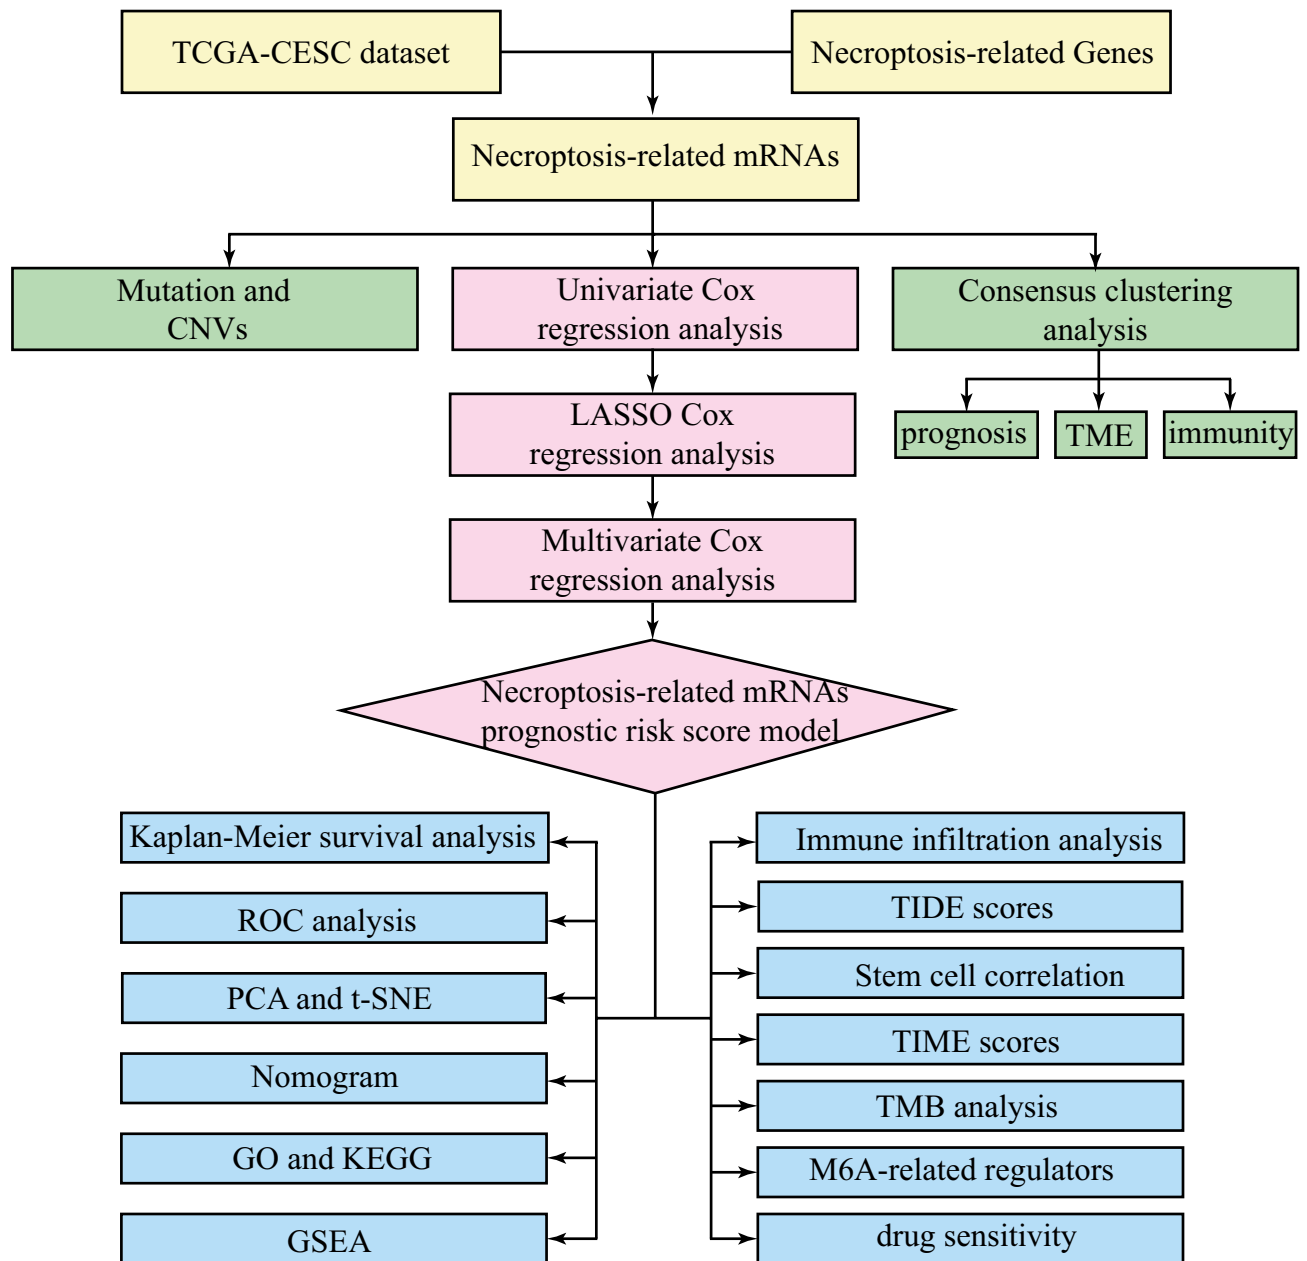 TCGA-CESC dataset
Necroptosis-related Genes
Necroptosis-related mRNAs
Mutation and
CNVs
Univariate Cox
regression analysis
Consensus clustering
analysis
LASSO Cox
regression analysis
prognosis
TME
immunity
Multivariate Cox
regression analysis
Necroptosis-related mRNAs
prognostic risk score model
Kaplan-Meier survival analysis
ROC analysis
PCA and t-SNE
Nomogram
GO and KEGG
GSEA
Immune infiltration analysis
TIDE scores
Stem cell correlation
TIME scores
TMB analysis
M6A-related regulators
drug sensitivity